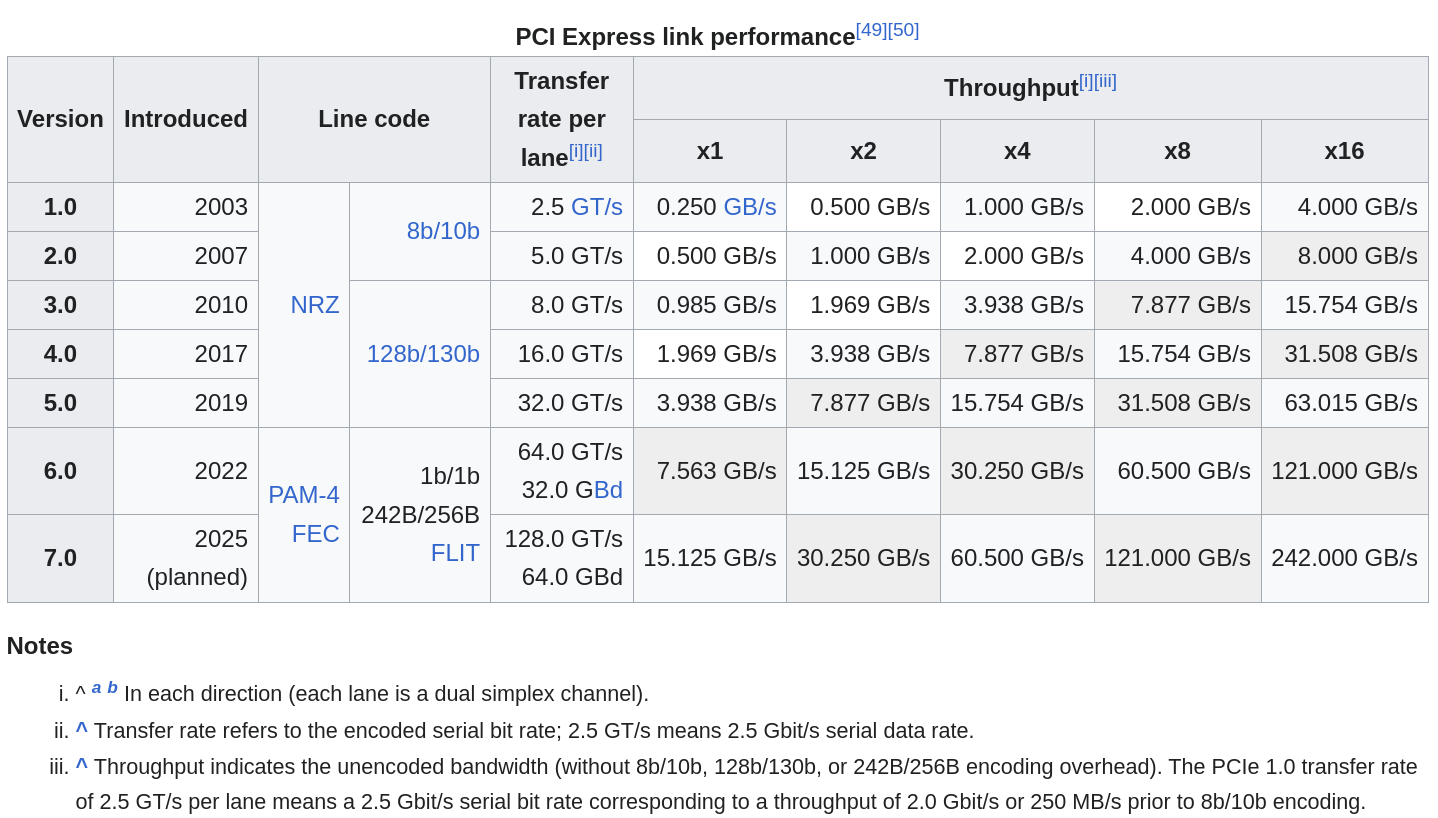 PCI Express link performance[49][50]
Version Introduced Line code Transfer rate per lane[i][ii] Throughput[i][iii]
x1 x2 x4 x8 x16
1.0 2003 NRZ 8b/10b 2.5 GT/s 0.250 GB/s 0.500 GB/s 1.000 GB/s 2.000 GB/s 4.000 GB/s
2.0 2007 5.0 GT/s 0.500 GB/s 1.000 GB/s 2.000 GB/s 4.000 GB/s 8.000 GB/s
3.0 2010 128b/130b 8.0 GT/s 0.985 GB/s 1.969 GB/s 3.938 GB/s 7.877 GB/s 15.754 GB/s
4.0 2017 16.0 GT/s 1.969 GB/s 3.938 GB/s 7.877 GB/s 15.754 GB/s 31.508 GB/s
5.0 2019 32.0 GT/s 3.938 GB/s 7.877 GB/s 15.754 GB/s 31.508 GB/s 63.015 GB/s
6.0 2022 PAM-4 FEC 1b/1b 242B/256B FLIT 64.0 GT/s 32.0 GBd 7.563 GB/s 15.125 GB/s 30.250 GB/s 60.500 GB/s 121.000 GB/s
7.0 2025 (planned) 128.0 GT/s 64.0 GBd 15.125 GB/s 30.250 GB/s 60.500 GB/s 121.000 GB/s 242.000 GB/s
Notes
i. ^ a b In each direction (each lane is a dual simplex channel).
ii. ^ Transfer rate refers to the encoded serial bit rate; 2.5 GT/s means 2.5 Gbit/s serial data rate.
iii. ^ Throughput indicates the unencoded bandwidth (without 8b/10b, 128b/130b, or 242B/256B encoding overhead). The PCIe 1.0 transfer rate
of 2.5 GT/s per lane means a 2.5 Gbit/s serial bit rate corresponding to a throughput of 2.0 Gbit/s or 250 MB/s prior to 8b/10b encoding.